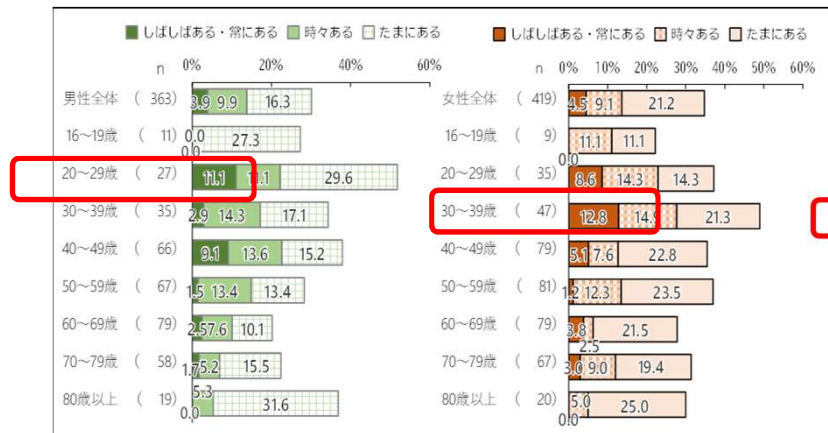 しばしばある・常にある 時々ある たまにある
n 0% 20% 40% 60%
男性全体 ( 363) 3.9 9.9 16.3
16～19歳 ( 11) 0.0 0.0 27.3
20～29歳 ( 27) 11.1 11.1 29.6
30～39歳 ( 35) 2.9 14.3 17.1
40～49歳 ( 66) 9.1 13.6 15.2
50～59歳 ( 67) 1.5 13.4 13.4
60～69歳 ( 79) 2.5 7.6 10.1
70～79歳 ( 58) 1.7 5.2 15.5
80歳以上 ( 19) 0.0 5.3 31.6
しばしばある・常にある 時々ある たまにある
n 0% 10% 20% 30% 40% 50% 60%
女性全体 ( 419) 4.5 9.1 21.2
16～19歳 ( 9) 0.0 11.1 11.1
20～29歳 ( 35) 8.6 14.3 14.3
30～39歳 ( 47) 12.8 14.9 21.3
40～49歳 ( 79) 5.1 7.6 22.8
50～59歳 ( 81) 1.2 12.3 23.5
60～69歳 ( 79) 3.8 2.5 21.5
70～79歳 ( 67) 3.0 9.0 19.4
80歳以上 ( 20) 0.0 5.0 25.0